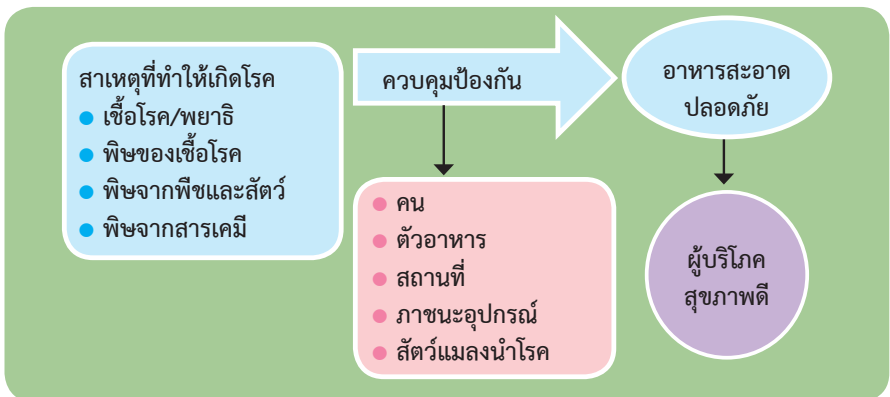 สาเหตุที่ทำให้เกิดโรค
● เชื้อโรค/พยาธิ
● พิษของเชื้อโรค
● พิษจากพืชและสัตว์
● พิษจากสารเคมี
ควบคุมป้องกัน
● คน
● ตัวอาหาร
● สถานที่
● ภาชนะอุปกรณ์
● สัตว์แมลงนำโรค
อาหารสะอาด
ปลอดภัย
ผู้บริโภค
สุขภาพดี